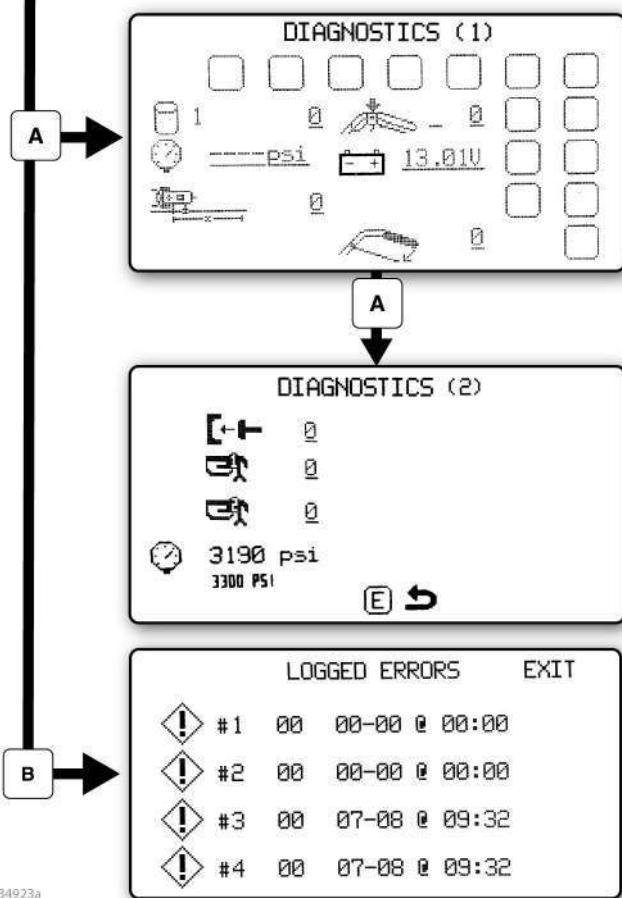 DIAGNOSTICS (1)
1 0 _ 0
A
-----psi - + 13.01V
0
x
0
A
DIAGNOSTICS (2)
0
1 0
2 0
3190 psi
3300 PSI
E
LOGGED ERRORS EXIT
! #1 00 00-00 @ 00:00
! #2 00 00-00 @ 00:00
B
! #3 00 07-08 @ 09:32
! #4 00 07-08 @ 09:32
34923a